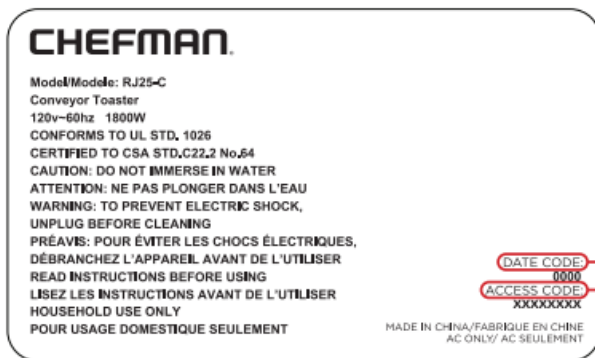 CHEFMAN.
Model/Modele: RJ25-C
Conveyor Toaster
120v~60hz 1800W
CONFORMS TO UL STD. 1026
CERTIFIED TO CSA STD.C22.2 No.64
CAUTION: DO NOT IMMERSE IN WATER
ATTENTION: NE PAS PLONGER DANS L'EAU
WARNING: TO PREVENT ELECTRIC SHOCK,
UNPLUG BEFORE CLEANING
PRÉAVIS: POUR ÉVITER LES CHOCS ÉLECTRIQUES,
DÉBRANCHEZ L'APPAREIL AVANT DE L'UTILISER
READ INSTRUCTIONS BEFORE USING
LISEZ LES INSTRUCTIONS AVANT DE L'UTILISER
HOUSEHOLD USE ONLY
POUR USAGE DOMESTIQUE SEULEMENT
DATE CODE:
0000
ACCESS CODE:
XXXXXXXX
MADE IN CHINA/FABRIQUE EN CHINE
AC ONLY/ AC SEULEMENT